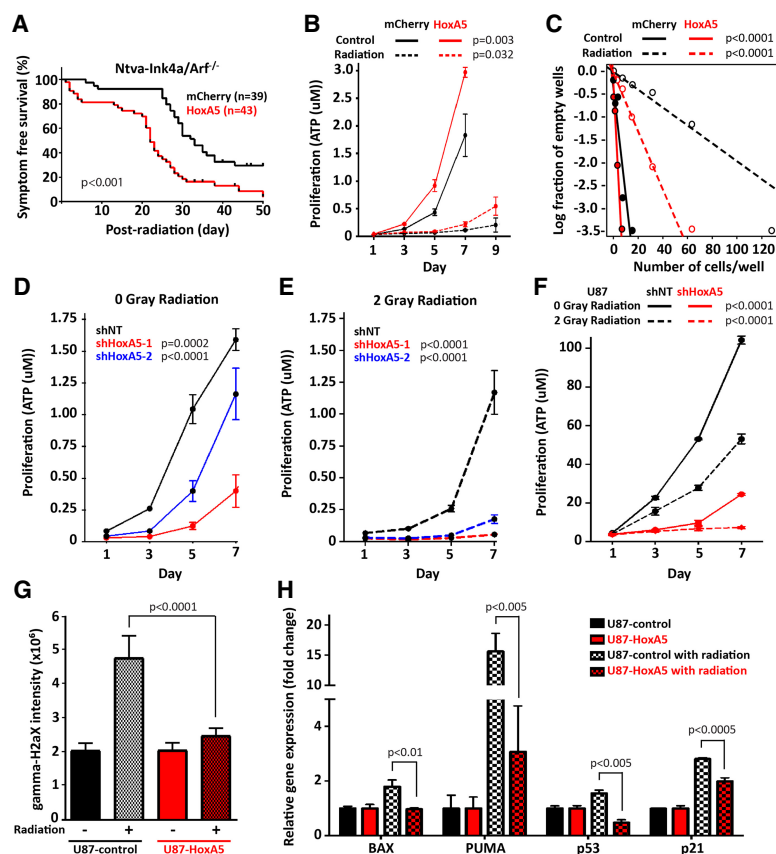 A
Ntva-Ink4a/Arf-/-
mCherry (n=39)
HoxA5 (n=43)
p<0.001
Symptom free survival (%)
100
80
60
40
20
0
0 10 20 30 40 50
Post-radiation (day)
B
mCherry HoxA5
Control p=0.003
Radiation p=0.032
Proliferation (ATP (uM))
3.0
2.5
2.0
1.5
1.0
0.5
0
1 3 5 7 9
Day
C
mCherry HoxA5
Control p<0.0001
Radiation p<0.0001
Log fraction of empty wells
0.0
-0.5
-1.0
-1.5
-2.0
-2.5
-3.0
-3.5
0 20 40 60 80 100 120
Number of cells/well
D
0 Gray Radiation
shNT
shHoxA5-1 p=0.0002
shHoxA5-2 p<0.0001
Proliferation (ATP (uM))
1.75
1.50
1.25
1.00
0.75
0.50
0.25
0
1 3 5 7
Day
E
2 Gray Radiation
shNT
shHoxA5-1 p<0.0001
shHoxA5-2 p<0.0001
Proliferation (ATP (uM))
1.75
1.50
1.25
1.00
0.75
0.50
0.25
0
1 3 5 7
Day
F
U87 shNT shHoxA5
0 Gray Radiation p<0.0001
2 Gray Radiation p<0.0001
Proliferation (ATP (uM))
100
80
60
40
20
0
1 3 5 7
Day
G
p<0.0001
gamma-H2aX intensity (x10⁶)
6
5
4
3
2
1
0
Radiation - + - +
U87-control U87-HoxA5
H
U87-control
U87-HoxA5
U87-control with radiation
U87-HoxA5 with radiation
p<0.005
p<0.01
p<0.005
p<0.0005
Relative gene expression (fold change)
20
15
10
4
2
0
BAX PUMA p53 p21